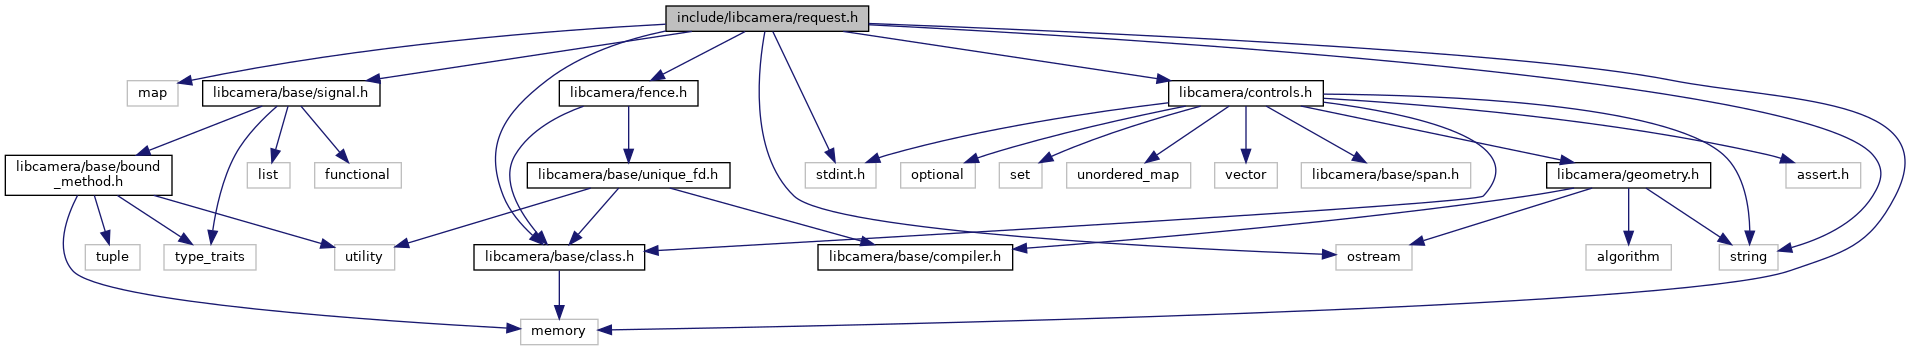 include/libcamera/request.h
map
libcamera/base/signal.h
libcamera/fence.h
libcamera/controls.h
libcamera/base/bound
_method.h
list
functional
libcamera/base/unique_fd.h
stdint.h
optional
set
unordered_map
vector
libcamera/base/span.h
libcamera/geometry.h
assert.h
tuple
type_traits
utility
libcamera/base/class.h
libcamera/base/compiler.h
ostream
algorithm
string
memory